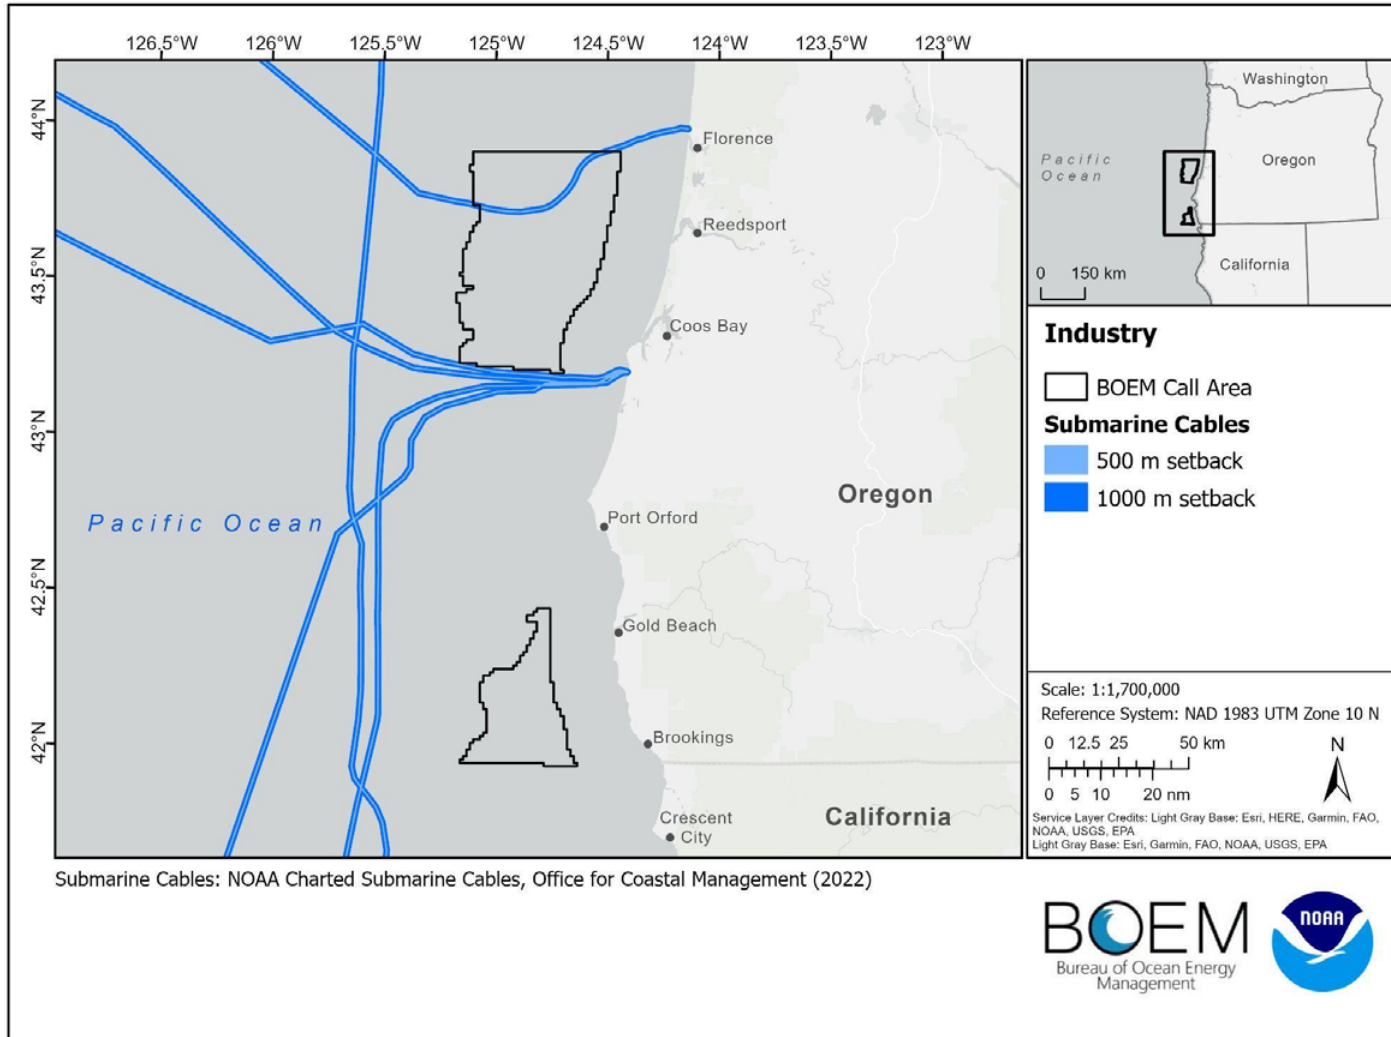 126.5°W 126°W 125.5°W 125°W 124.5°W 124°W 123.5°W 123°W
44°N
43.5°N
43°N
42.5°N
42°N
Florence
Reedsport
Coos Bay
Oregon
Port Orford
Pacific Ocean
Gold Beach
Brookings
California
Crescent
City
Washington
Pacific
Ocean
Oregon
California
0 150 km
Industry
BOEM Call Area
Submarine Cables
500 m setback
1000 m setback
Scale: 1:1,700,000
Reference System: NAD 1983 UTM Zone 10 N
0 12.5 25 50 km
N
0 5 10 20 nm
Service Layer Credits: Light Gray Base: Esri, HERE, Garmin, FAO,
NOAA, USGS, EPA
Light Gray Base: Esri, Garmin, FAO, NOAA, USGS, EPA
Submarine Cables: NOAA Charted Submarine Cables, Office for Coastal Management (2022)
BOEM
Bureau of Ocean Energy
Management
NOAA